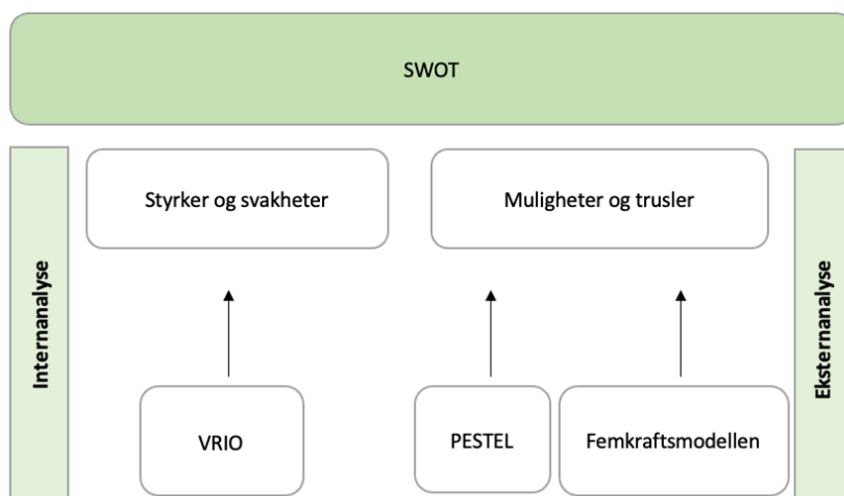 SWOT
Styrker og svakheter
Muligheter og trusler
Internanalyse
Eksternanalyse
VRIO
PESTEL
Femkraftsmodellen